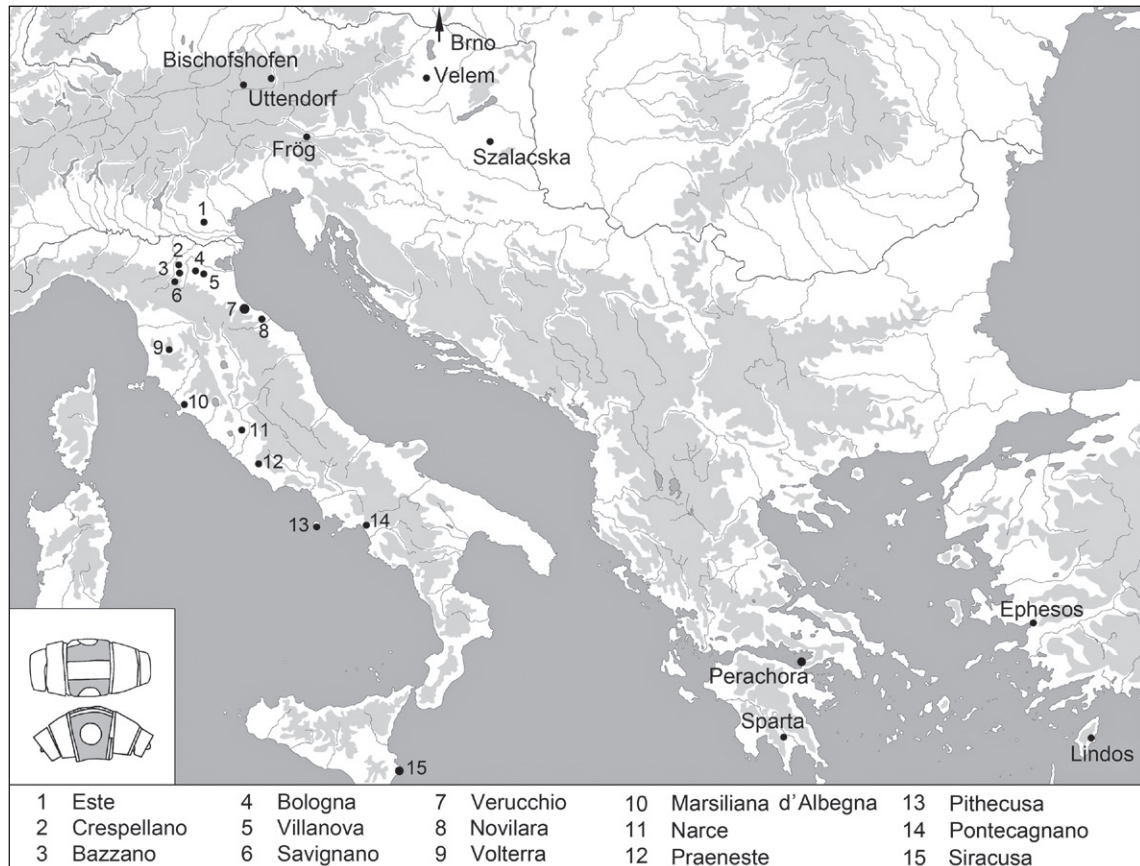 Brno
Bischofshofen
Velem
Uttendorf
Frög
Szalacska
1
2
4
3
5
6
7
8
9
10
11
12
13
14
Ephesos
Perachora
Sparta
Lindos
15
1 Este 4 Bologna 7 Verucchio 10 Marsiliana d'Albegna 13 Pithecusa
2 Crespellano 5 Villanova 8 Novilara 11 Narce 14 Pontecagnano
3 Bazzano 6 Savignano 9 Volterra 12 Praeneste 15 Siracusa